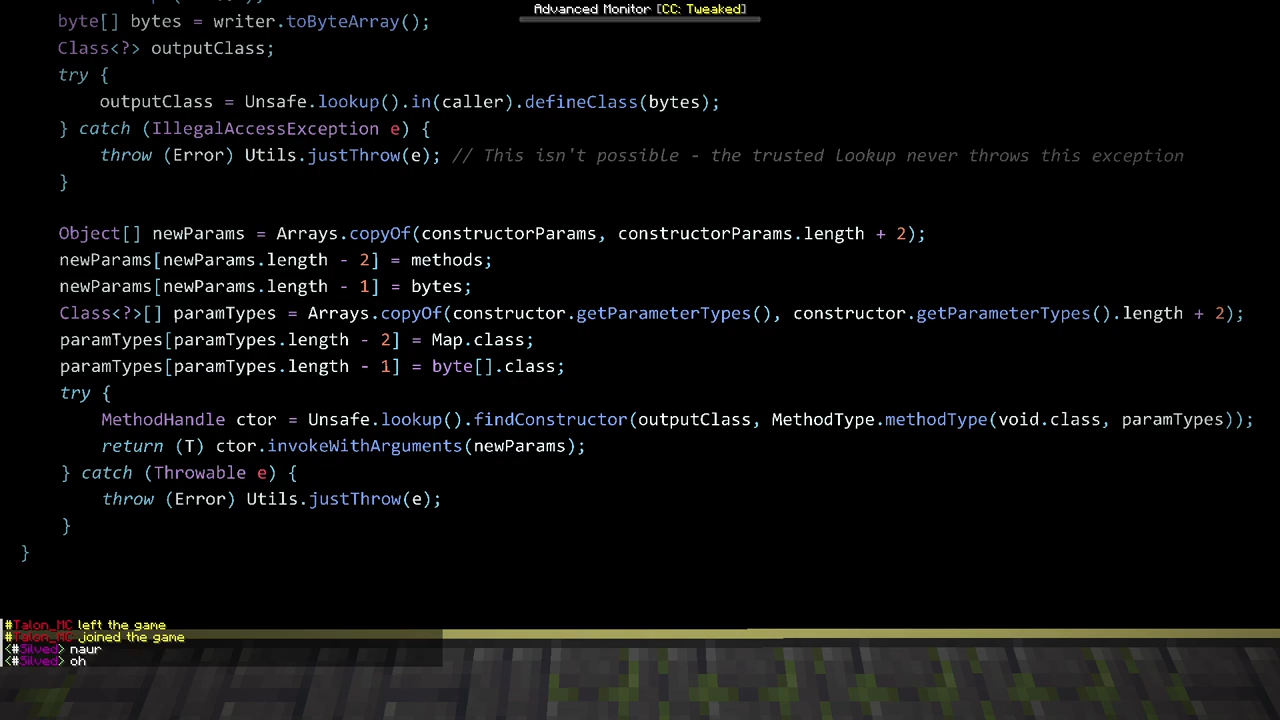 Advanced Monitor [CC: Tweaked]
byte[] bytes = writer.toByteArray();
Class<?> outputClass;
try {
outputClass = Unsafe.lookup().in(caller).defineClass(bytes);
} catch (IllegalAccessException e) {
throw (Error) Utils.justThrow(e); // This isn't possible - the trusted Lookup never throws this exception
}
Object[] newParams = Arrays.copyOf(constructorParams, constructorParams.length + 2);
newParams[newParams.length - 2] = methods;
newParams[newParams.length - 1] = bytes;
Class<?>[] paramTypes = Arrays.copyOf(constructor.getParameterTypes(), constructor.getParameterTypes().length + 2);
paramTypes[paramTypes.length - 2] = Map.class;
paramTypes[paramTypes.length - 1] = byte[].class;
try {
MethodHandle ctor = Unsafe.lookup().findConstructor(outputClass, MethodType.methodType(void.class, paramTypes));
return (T) ctor.invokeWithArguments(newParams);
} catch (Throwable e) {
throw (Error) Utils.justThrow(e);
}
}
#Talon_MC left the game
#Talon_MC joined the game
<#Silved> naur
<#Silved> oh